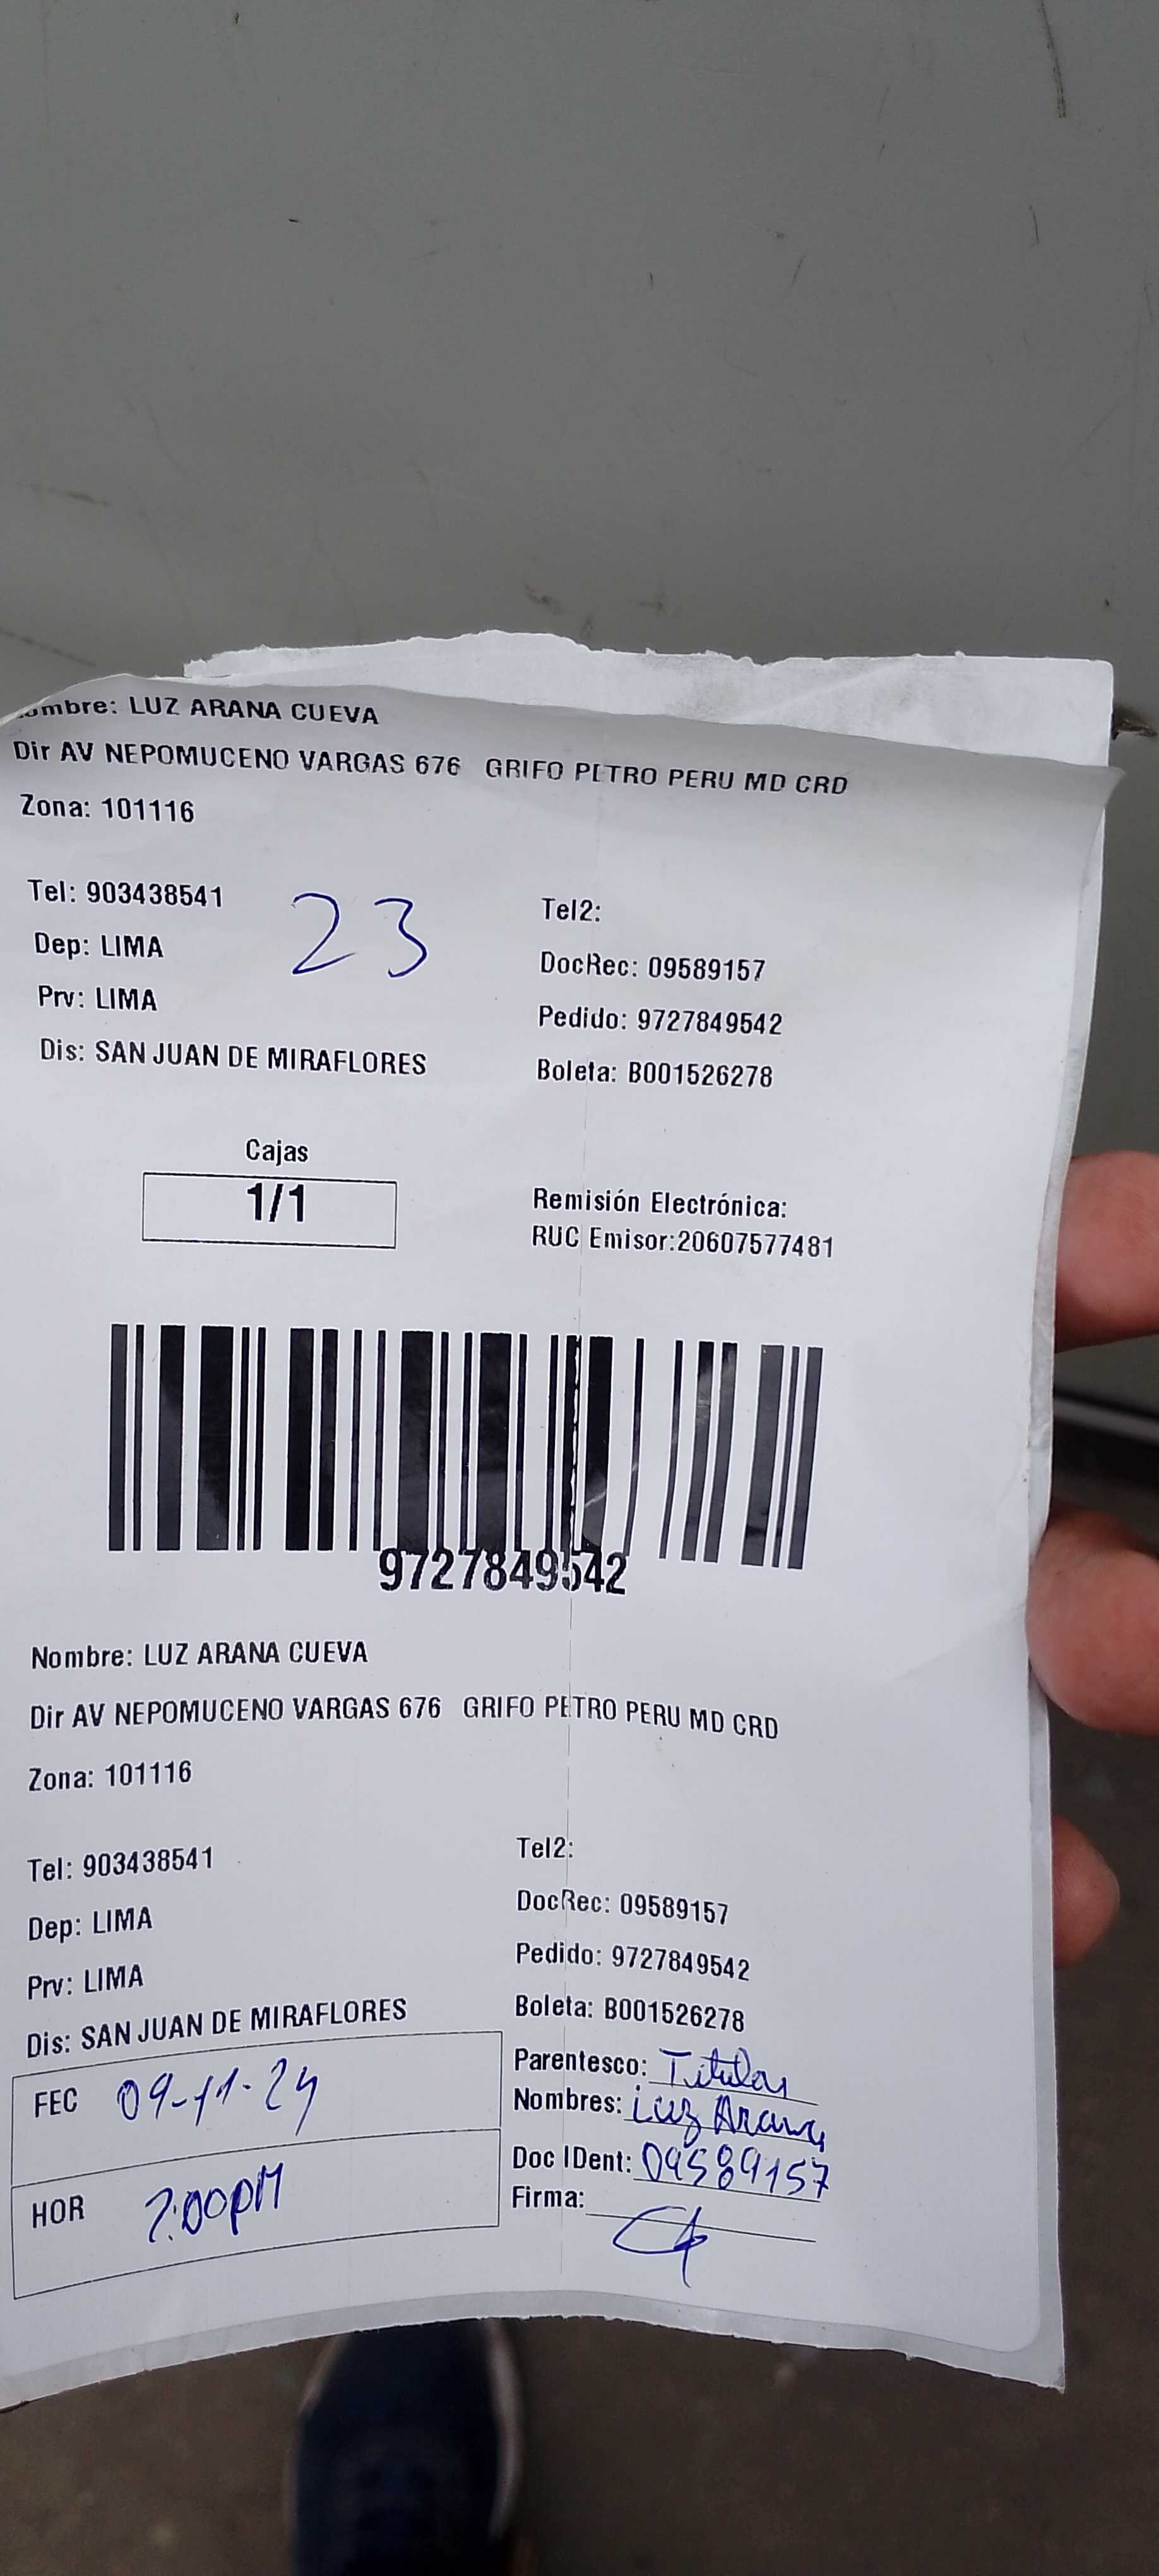 ombre: LUZ ARANA CUEVA
Dir AV NEPOMUCENO VARGAS 676 GRIFO PETRO PERU MD CRD
Zona: 101116
Tel: 903438541
23
Tel2:
Dep: LIMA
DocRec: 09589157
Prv: LIMA
Pedido: 9727849542
Dis: SAN JUAN DE MIRAFLORES
Boleta: B001526278
Cajas
1/1
Remisión Electrónica:
RUC Emisor:20607577481
9727849542
Nombre: LUZ ARANA CUEVA
Dir AV NEPOMUCENO VARGAS 676 GRIFO PETRO PERU MD CRD
Zona: 101116
Tel: 903438541
Tel2:
Dep: LIMA
DocRec: 09589157
Prv: LIMA
Pedido: 9727849542
Dis: SAN JUAN DE MIRAFLORES
Boleta: B001526278
FEC 09-11-24
Parentesco: Titular
Nombres: Luz Arana
HOR 2:00pM
Doc IDent: 09589157
Firma: